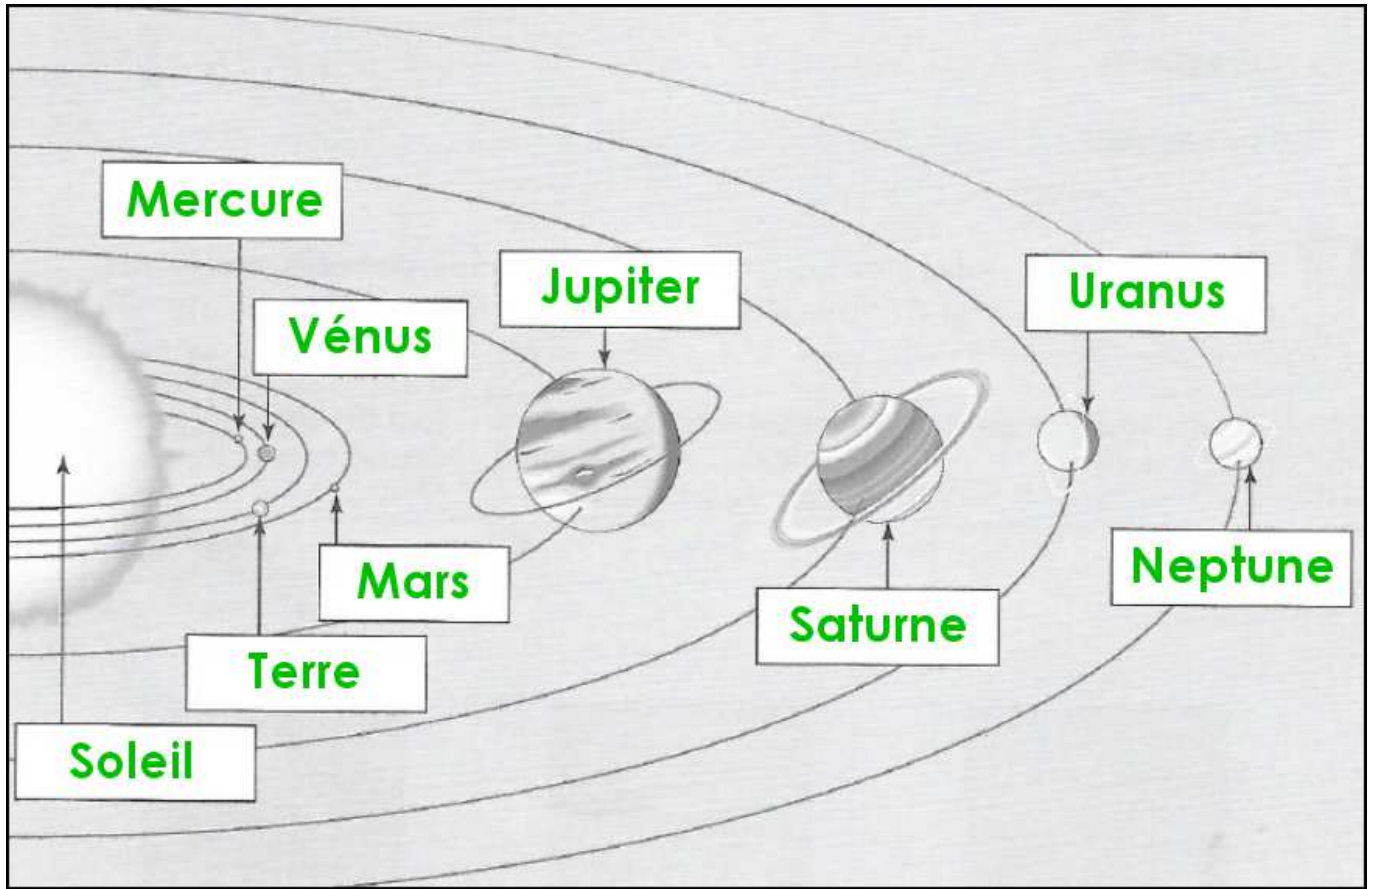 Mercure
Vénus
Jupiter
Uranus
Mars
Terre
Saturne
Neptune
Soleil